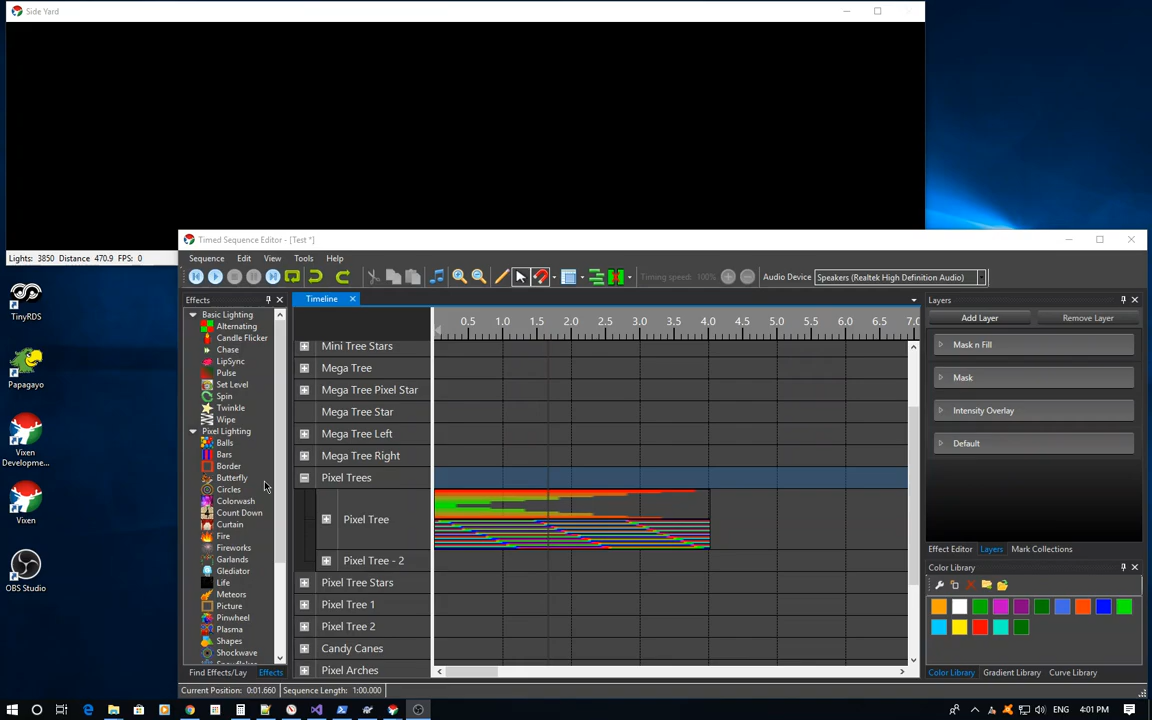 Side Yard
Lights: 3850 Distance 470.9 FPS: 0
TinyRDS
Papagayo
Vixen
Developme...
Vixen
OBS Studio
Timed Sequence Editor - [Test *]
Sequence Edit View Tools Help
Timing speed: 100%
Audio Device Speakers (Realtek High Definition Audio)
Effects
Basic Lighting
Alternating
Candle Flicker
Chase
LipSync
Pulse
Set Level
Spin
Twinkle
Wipe
Pixel Lighting
Balls
Bars
Border
Butterfly
Circles
Colorwash
Count Down
Curtain
Fire
Fireworks
Garlands
Glediator
Life
Meteors
Picture
Pinwheel
Plasma
Shapes
Shockwave
Find Effects/Lay Effects
Timeline
0.5 1.0 1.5 2.0 2.5 3.0 3.5 4.0 4.5 5.0 5.5 6.0 6.5 7.0
Mini Tree Stars
Mega Tree
Mega Tree Pixel Star
Mega Tree Star
Mega Tree Left
Mega Tree Right
Pixel Trees
Pixel Tree
Pixel Tree - 2
Pixel Tree Stars
Pixel Tree 1
Pixel Tree 2
Candy Canes
Pixel Arches
Layers
Add Layer Remove Layer
Mask n Fill
Mask
Intensity Overlay
Default
Effect Editor Layers Mark Collections
Color Library
Color Library Gradient Library Curve Library
Current Position: 0:01.660 Sequence Length: 1:00.000
ENG 4:01 PM